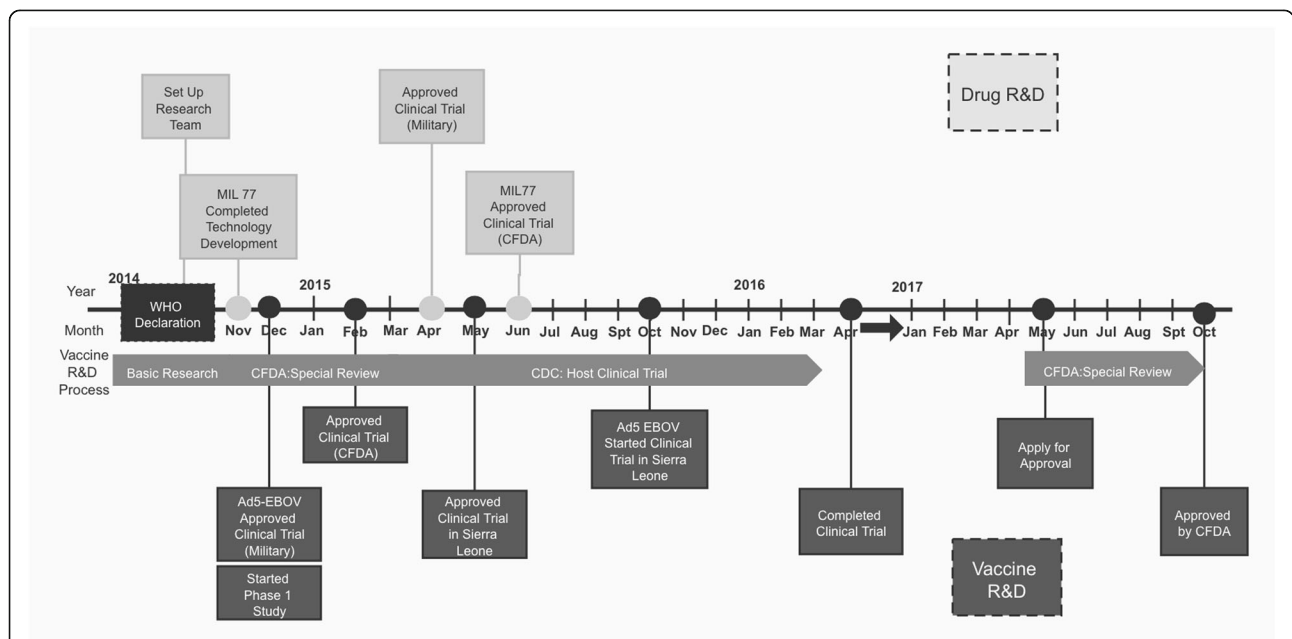 Set Up
Research
Team
Approved
Clinical Trial
(Military)
Drug R&D
MIL 77
Completed
Technology
Development
MIL77
Approved
Clinical Trial
(CFDA)
2014
2015
2016
2017
Year
WHO
Declaration
Month
Nov Dec Jan Feb Mar Apr May Jun Jul Aug Spt Oct Nov Dec Jan Feb Mar Apr Jan Feb Mar Apr May Jun Jul Aug Spt Oct
Vaccine
R&D
Process
Basic Research CFDA:Special Review CDC: Host Clinical Trial CFDA:Special Review
Approved
Clinical Trial
(CFDA)
Ad5 EBOV
Started Clinical
Trial in Sierra
Leone
Apply for
Approval
Ad5-EBOV
Approved
Clinical Trial
(Military)
Approved
Clinical Trial
in Sierra
Leone
Completed
Clinical Trial
Approved
by CFDA
Started
Phase 1
Study
Vaccine
R&D